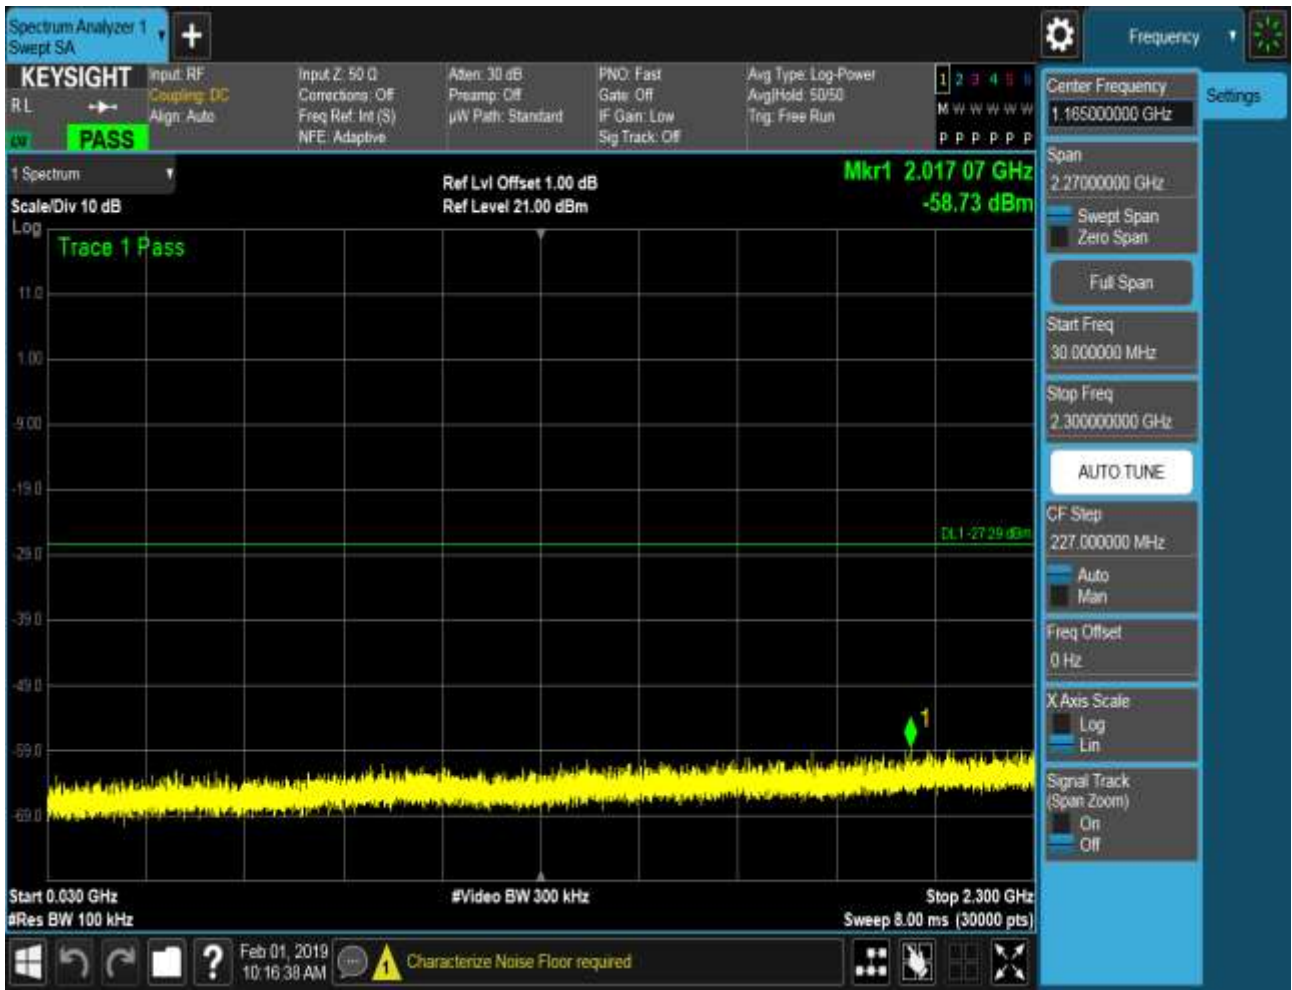 Spectrum Analyzer 1
Swept SA
Frequency
KEYSIGHT
R L
PASS
Input: RF
Coupling: DC
Align: Auto
Input Z: 50 Ω
Corrections: Off
Freq Ref: Int (S)
NFE: Adaptive
Atten: 30 dB
Preamp: Off
µW Path: Standard
PNO: Fast
Gate: Off
IF Gain: Low
Sig Track: Off
Avg Type: Log-Power
Avg|Hold: 50/50
Trig: Free Run
1 2 3 4 5 6
M W W W W W
P P P P P P
1 Spectrum
Scale/Div 10 dB
Ref Lvl Offset 1.00 dB
Ref Level 21.00 dBm
Mkr1 2.017 07 GHz
-58.73 dBm
Log
Trace 1 Pass
11.0
1.00
-9.00
-19.0
DL1 -27.29 dBm
-29.0
-39.0
-49.0
1
-59.0
-69.0
Start 0.030 GHz
#Video BW 300 kHz
Stop 2.300 GHz
#Res BW 100 kHz
Sweep 8.00 ms (30000 pts)
Feb 01, 2019
10:16:38 AM
?
1
Characterize Noise Floor required
Center Frequency
1.165000000 GHz
Settings
Span
2.27000000 GHz
Swept Span
Zero Span
Full Span
Start Freq
30.000000 MHz
Stop Freq
2.300000000 GHz
AUTO TUNE
CF Step
227.000000 MHz
Auto
Man
Freq Offset
0 Hz
X Axis Scale
Log
Lin
Signal Track
(Span Zoom)
On
Off